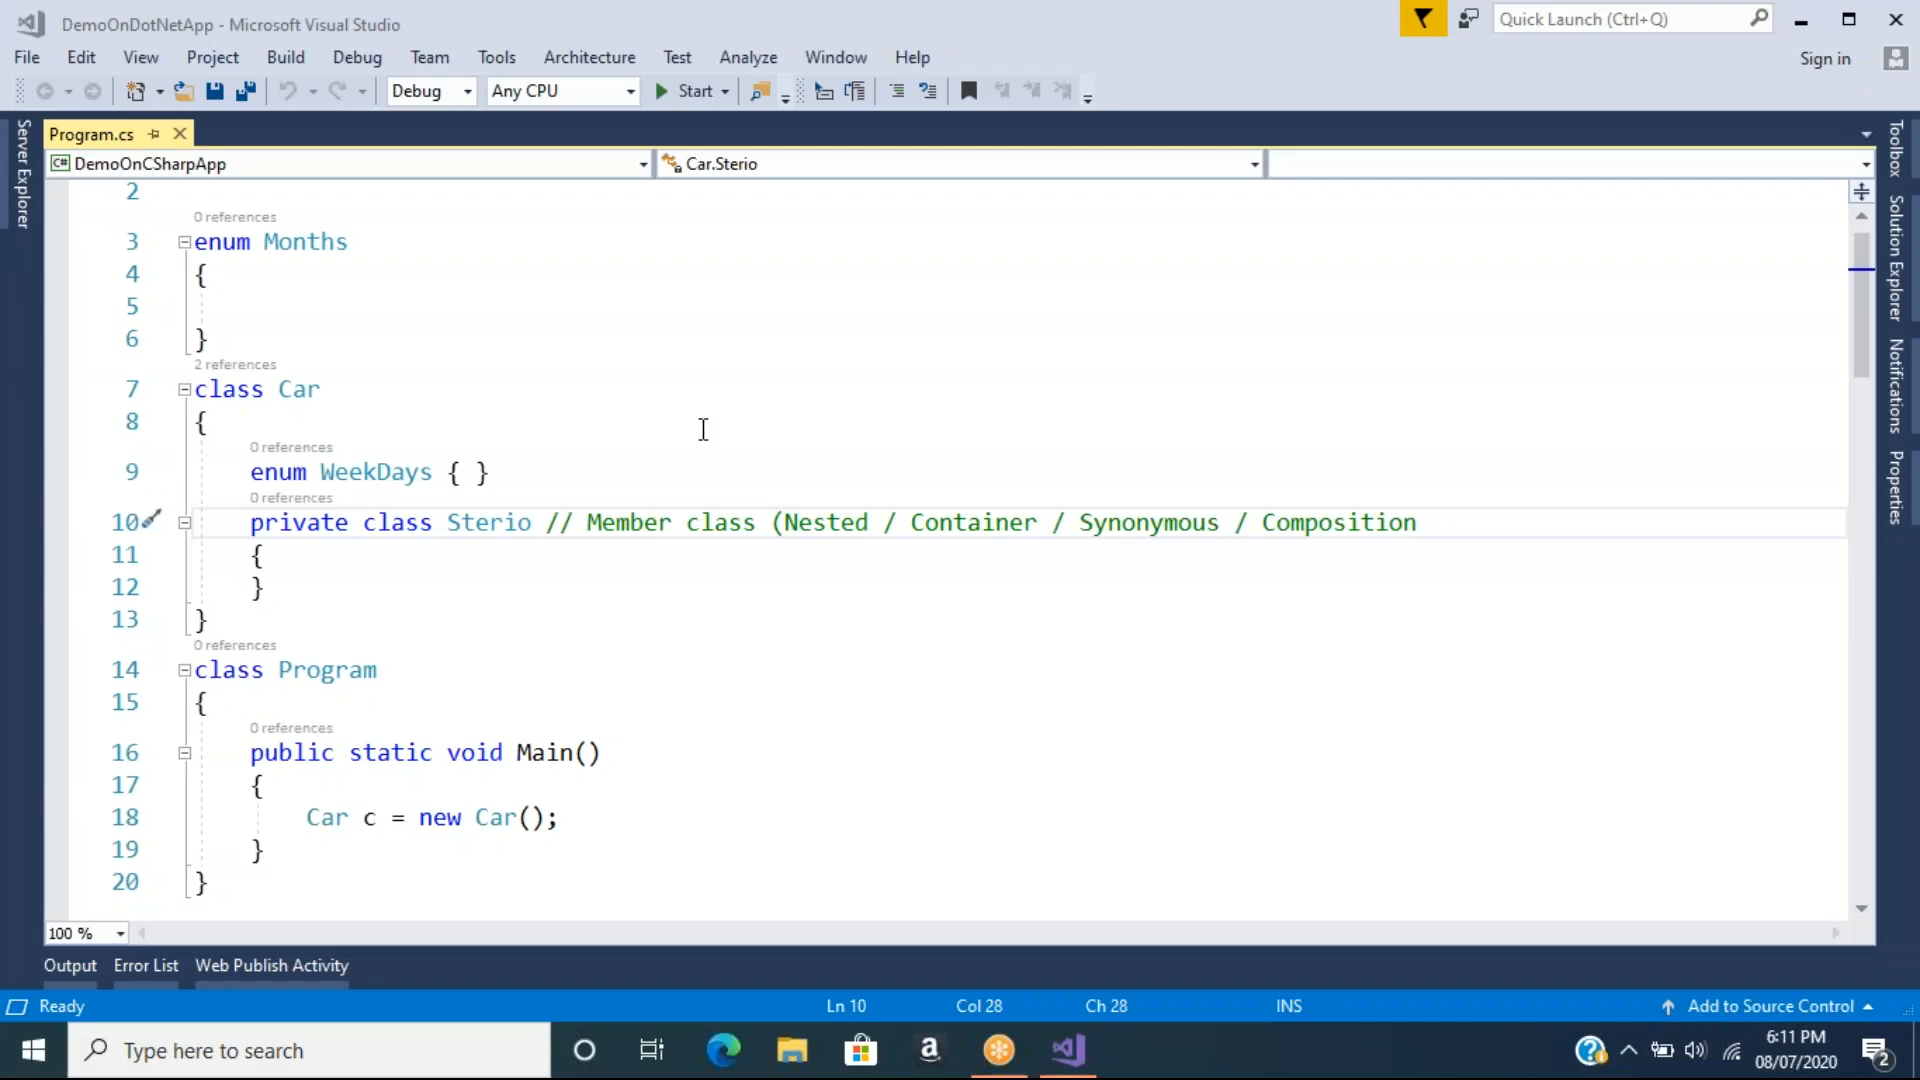 DemoOnDotNetApp - Microsoft Visual Studio
Quick Launch (Ctrl+Q)
File Edit View Project Build Debug Team Tools Architecture Test Analyze Window Help
Sign in
Debug Any CPU Start
Program.cs
C# DemoOnCSharpApp
Car.Sterio
Server Explorer
Toolbox
Solution Explorer
Notifications
Properties
2
0 references
3 enum Months
4 {
5
6 }
2 references
7 class Car
8 {
0 references
9 enum WeekDays { }
0 references
10 private class Sterio // Member class (Nested / Container / Synonymous / Composition
11 {
12 }
13 }
0 references
14 class Program
15 {
0 references
16 public static void Main()
17 {
18 Car c = new Car();
19 }
20 }
100 %
Output Error List Web Publish Activity
Ready Ln 10 Col 28 Ch 28 INS Add to Source Control
Type here to search
a
6:11 PM
08/07/2020
2